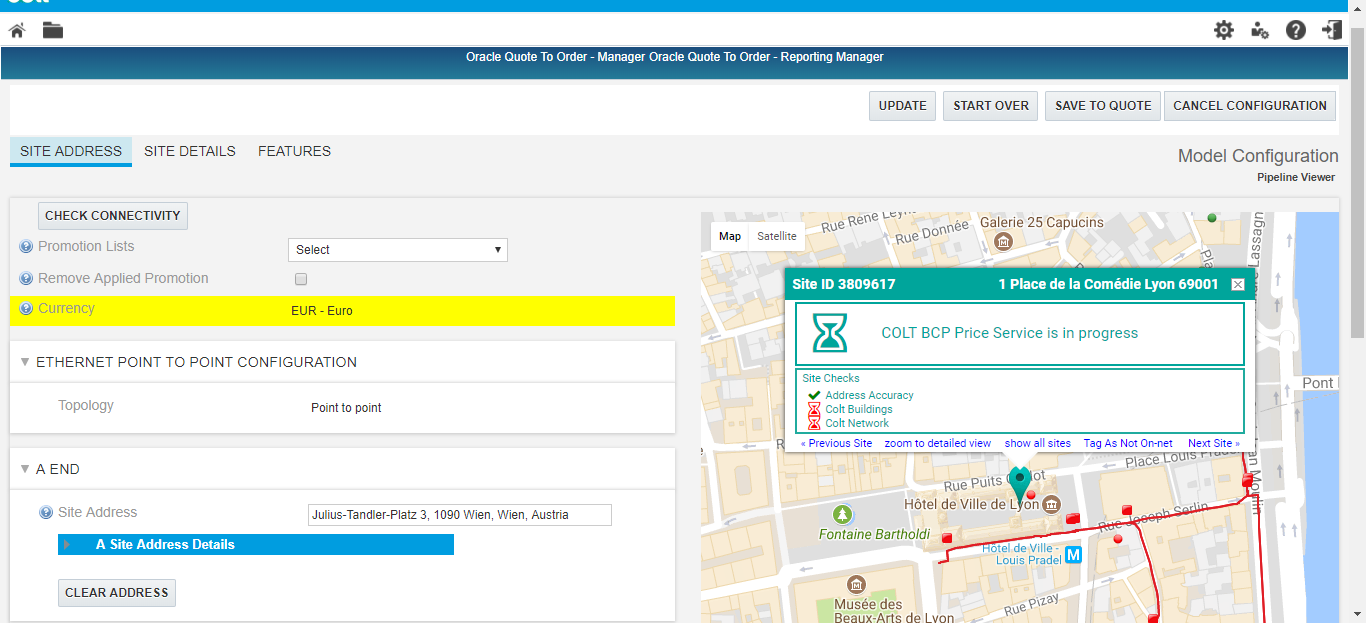 Oracle Quote To Order - Manager Oracle Quote To Order - Reporting Manager
UPDATE START OVER SAVE TO QUOTE CANCEL CONFIGURATION
SITE ADDRESS SITE DETAILS FEATURES
Model Configuration
Pipeline Viewer
CHECK CONNECTIVITY
Promotion Lists Select
Remove Applied Promotion
Currency EUR - Euro
ETHERNET POINT TO POINT CONFIGURATION
Topology Point to point
A END
Site Address Julius-Tandler-Platz 3, 1090 Wien, Wien, Austria
A Site Address Details
CLEAR ADDRESS
Map Satellite
Rue Donnée
Galerie 25 Capucins
Site ID 3809617 1 Place de la Comédie Lyon 69001
COLT BCP Price Service is in progress
Site Checks
Address Accuracy
Colt Buildings
Colt Network
« Previous Site zoom to detailed view show all sites Tag As Not On-net Next Site »
Pont
Place Louis Pradel
Rue Puits
Hôtel de Ville de Lyon
Fontaine Bartholdi
Rue Joseph Serlin
Hôtel de Ville -
Louis Pradel
M
Rue Pizay
Musée des
Beaux-Arts de Lyon